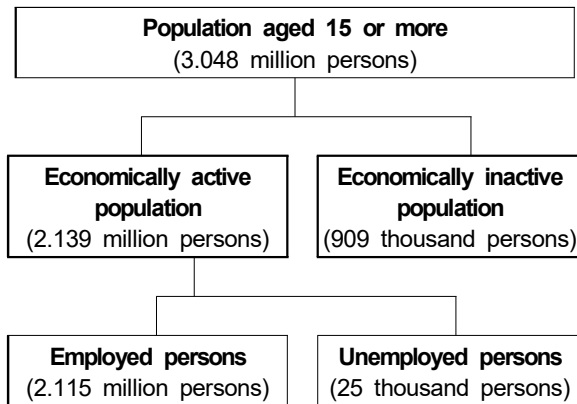 Population aged 15 or more
(3.048 million persons)
Economically active
population
(2.139 million persons)
Economically inactive
population
(909 thousand persons)
Employed persons
(2.115 million persons)
Unemployed persons
(25 thousand persons)